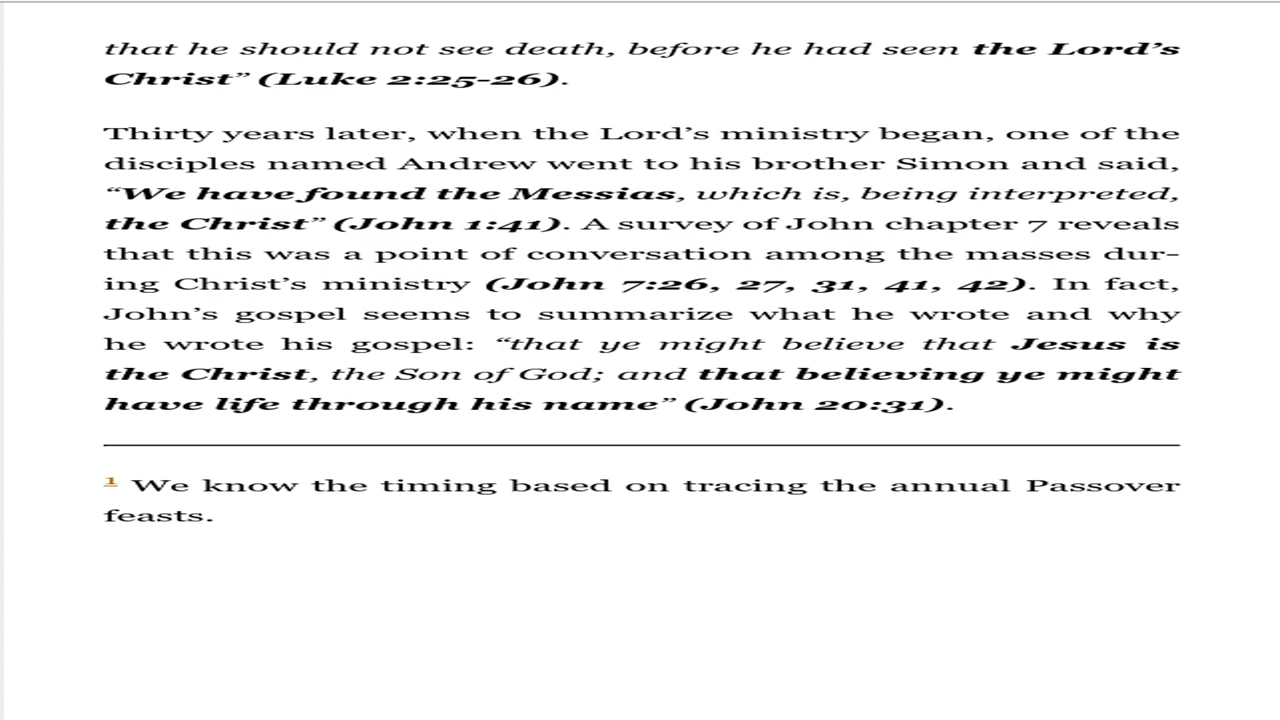 that he should not see death, before he had seen the Lord’s
Christ” (Luke 2:25-26).
Thirty years later, when the Lord’s ministry began, one of the
disciples named Andrew went to his brother Simon and said,
“We have found the Messias, which is, being interpreted,
the Christ” (John 1:41). A survey of John chapter 7 reveals
that this was a point of conversation among the masses dur-
ing Christ’s ministry (John 7:26, 27, 31, 41, 42). In fact,
John’s gospel seems to summarize what he wrote and why
he wrote his gospel: “that ye might believe that Jesus is
the Christ, the Son of God; and that believing ye might
have life through his name” (John 20:31).
1 We know the timing based on tracing the annual Passover
feasts.